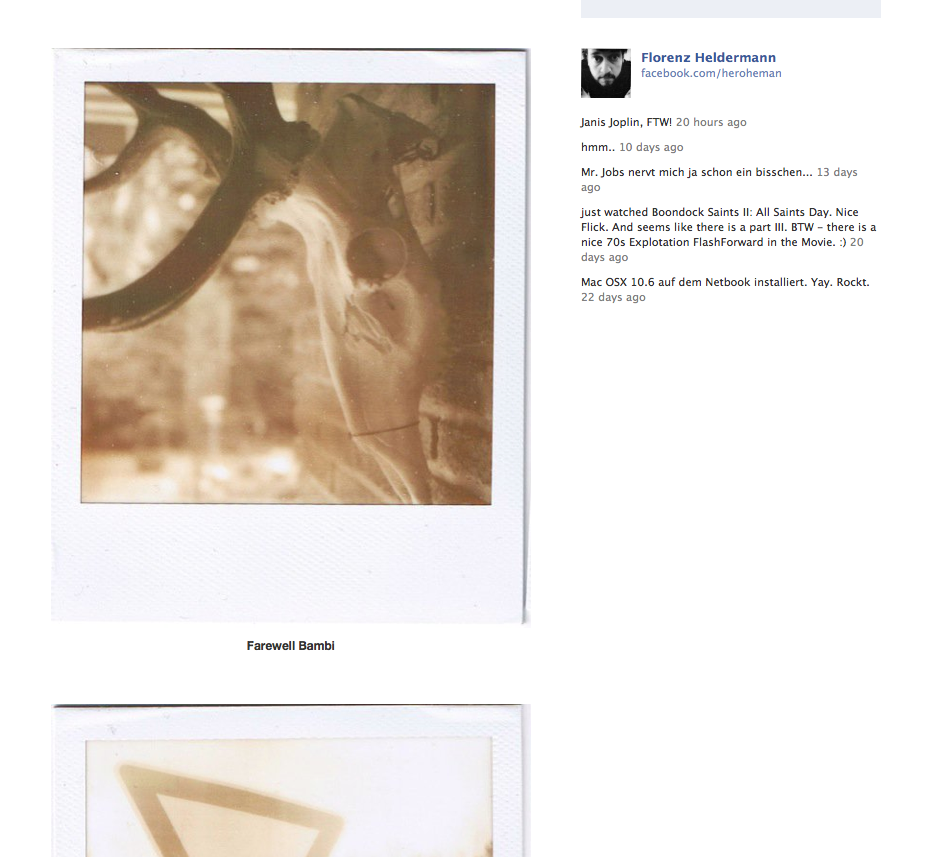 Florenz Heldermann
facebook.com/heroheman
Janis Joplin, FTW! 20 hours ago
hmm.. 10 days ago
Mr. Jobs nervt mich ja schon ein bisschen... 13 days
ago
just watched Boondock Saints II: All Saints Day. Nice
Flick. And seems like there is a part III. BTW - there is a
nice 70s Explotation FlashForward in the Movie. :) 20
days ago
Mac OSX 10.6 auf dem Netbook installiert. Yay. Rockt.
22 days ago
Farewell Bambi